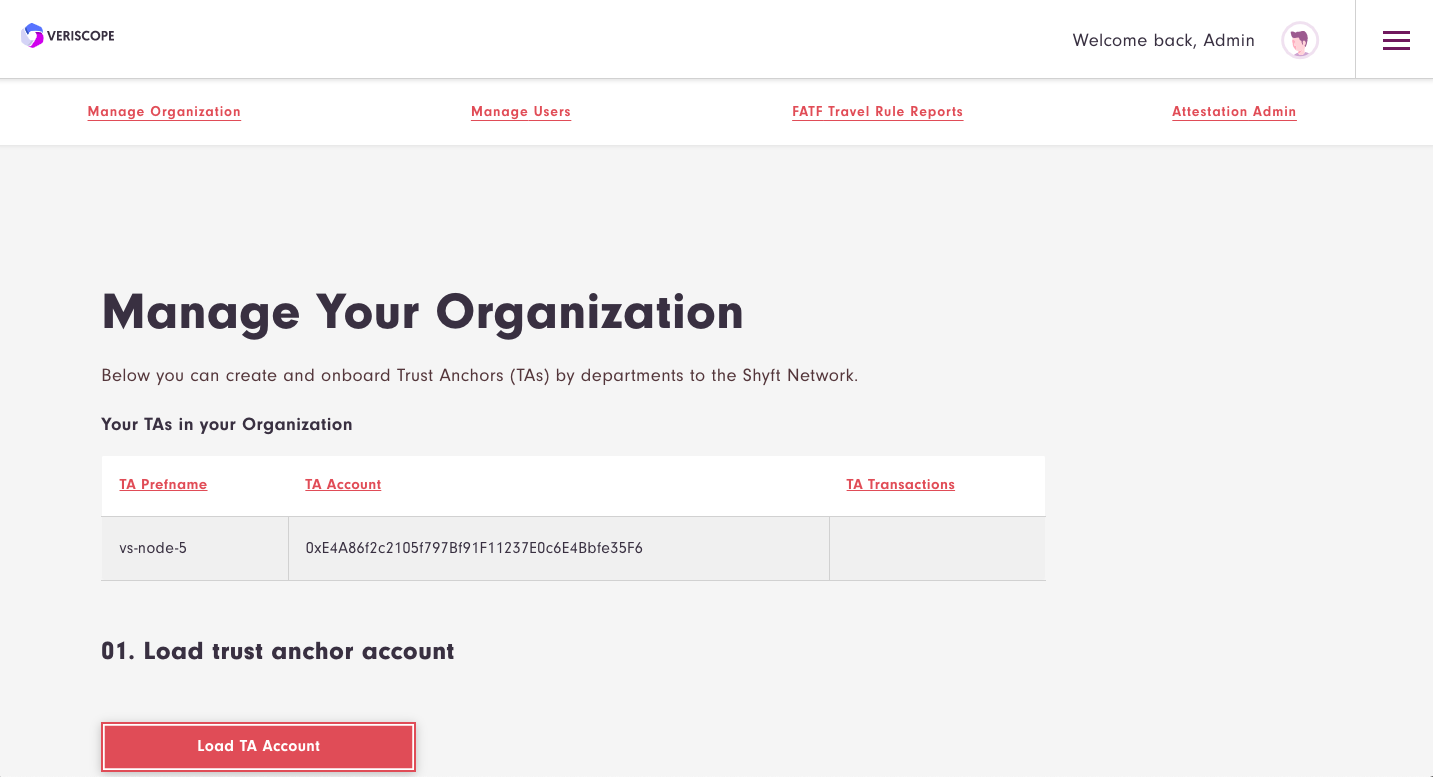 VERISCOPE
Welcome back, Admin
Manage Organization
Manage Users
FATF Travel Rule Reports
Attestation Admin
Manage Your Organization
Below you can create and onboard Trust Anchors (TAs) by departments to the Shyft Network.
Your TAs in your Organization
TA Prefname
TA Account
TA Transactions
vs-node-5
0xE4A86f2c2105f797Bf91F11237E0c6E4Bbfe35F6
01. Load trust anchor account
Load TA Account